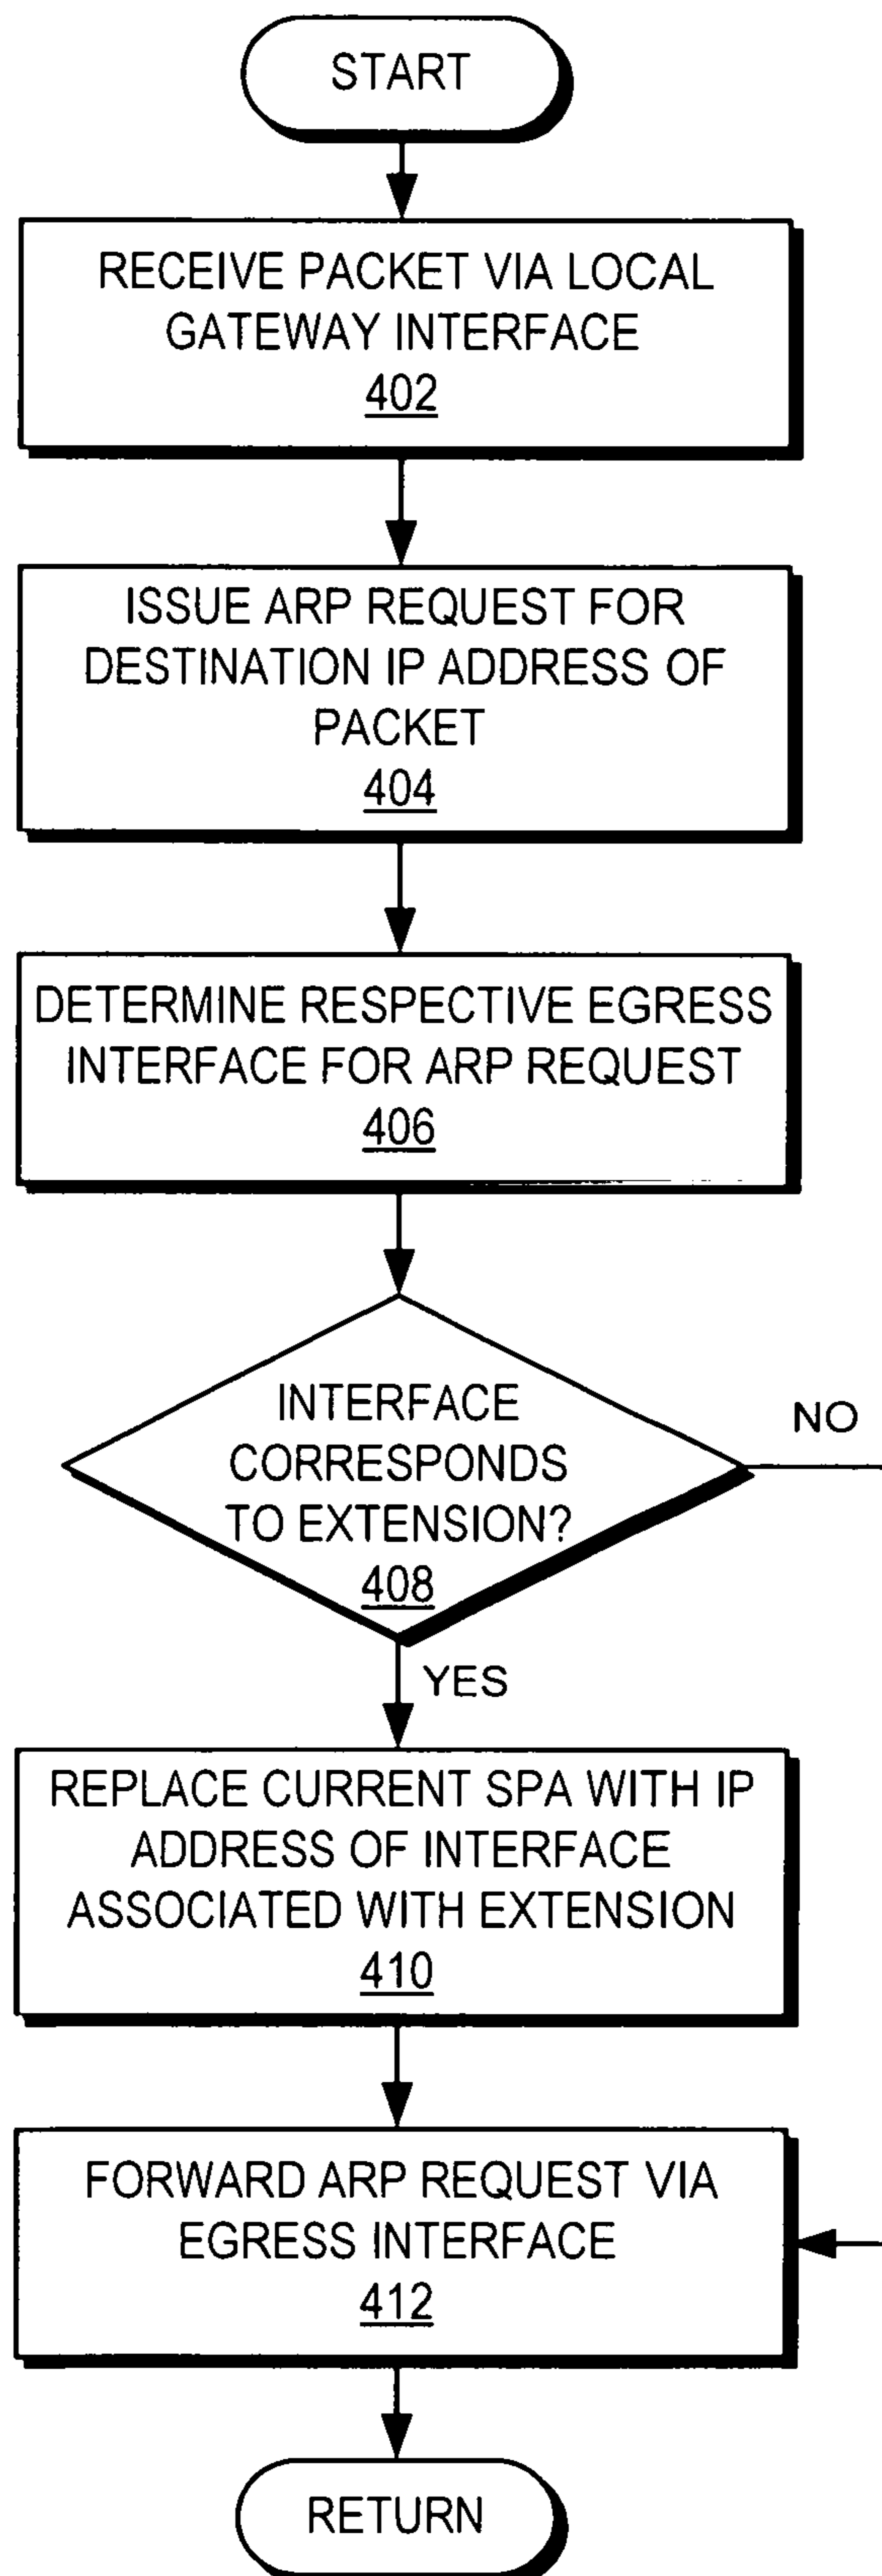 START
RECEIVE PACKET VIA LOCAL
GATEWAY INTERFACE
402
ISSUE ARP REQUEST FOR
DESTINATION IP ADDRESS OF
PACKET
404
DETERMINE RESPECTIVE EGRESS
INTERFACE FOR ARP REQUEST
406
INTERFACE
CORRESPONDS
TO EXTENSION?
408
NO
YES
REPLACE CURRENT SPA WITH IP
ADDRESS OF INTERFACE
ASSOCIATED WITH EXTENSION
410
FORWARD ARP REQUEST VIA
EGRESS INTERFACE
412
RETURN